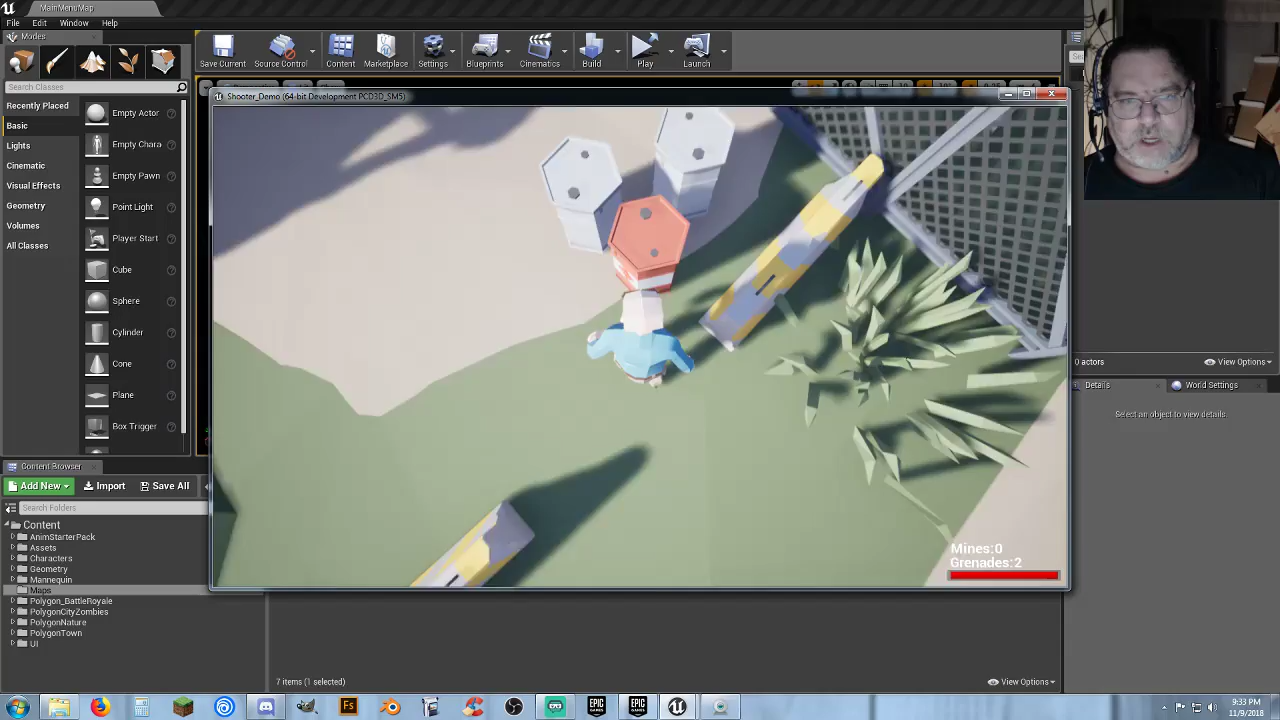 MainMenuMap
File Edit Window Help
Modes
Save Current
Source Control
Content
Marketplace
Settings
Blueprints
Cinematics
Build
Play
Launch
Search Classes
Recently Placed
Basic
Lights
Cinematic
Visual Effects
Geometry
Volumes
All Classes
Empty Actor
Empty Chara
Empty Pawn
Point Light
Player Start
Cube
Sphere
Cylinder
Cone
Plane
Box Trigger
Shooter_Demo (64-bit Development PCD3D_SM5)
Mines:0
Grenades:2
0 actors
View Options
Details
World Settings
Select an object to view details.
Content Browser
Add New
Import
Save All
Search Folders
Content
AnimStarterPack
Assets
Characters
Geometry
Mannequin
Maps
Polygon_BattleRoyale
PolygonCityZombies
PolygonNature
PolygonTown
UI
7 items (1 selected)
View Options
Fs
EPIC GAMES
EPIC GAMES
9:33 PM
11/9/2018